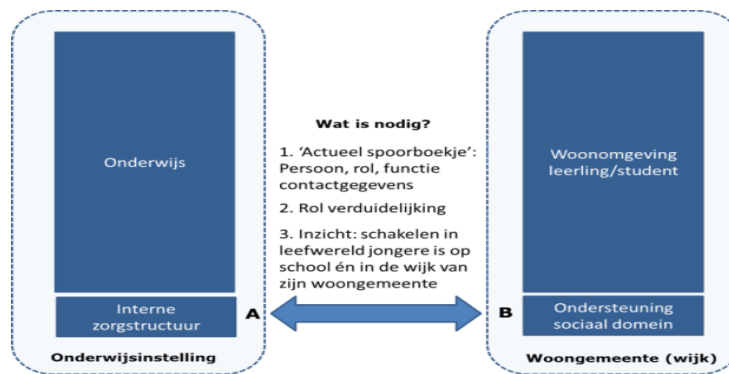 Onderwijs
Interne
zorgstructuur
A
Onderwijsinstelling
Wat is nodig?
1. ‘Actueel spoorboekje’:
Persoon, rol, functie
contactgegevens
2. Rol verduidelijking
3. Inzicht: schakelen in
leefwereld jongere is op
school én in de wijk van
zijn woongemeente
Woonomgeving
leerling/student
B
Ondersteuning
sociaal domein
Woongemeente (wijk)